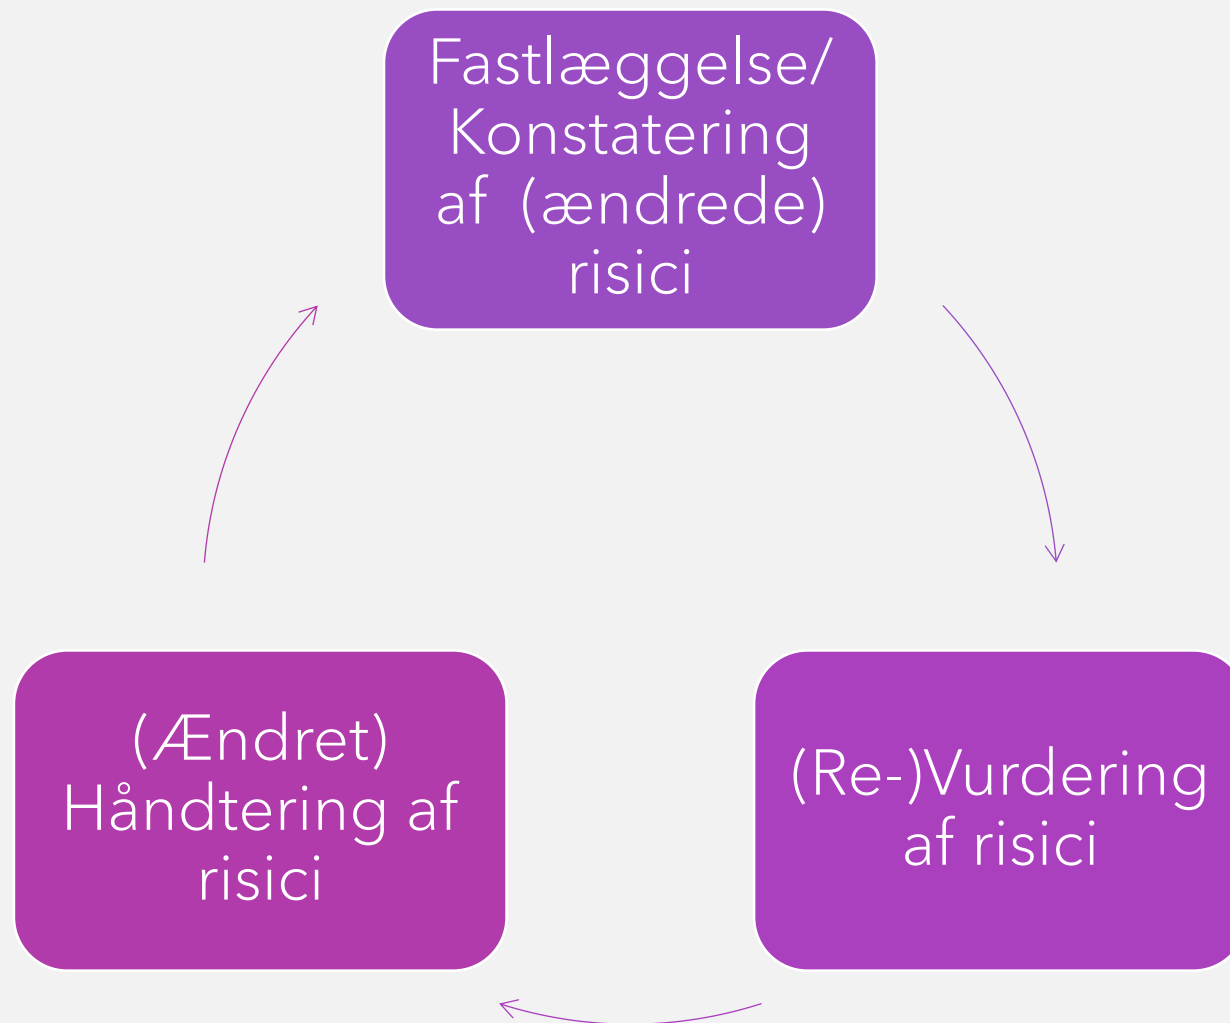 Fastlæggelse/
Konstatering
af (ændrede)
risici
(Re-)Vurdering
af risici
(Ændret)
Håndtering af
risici